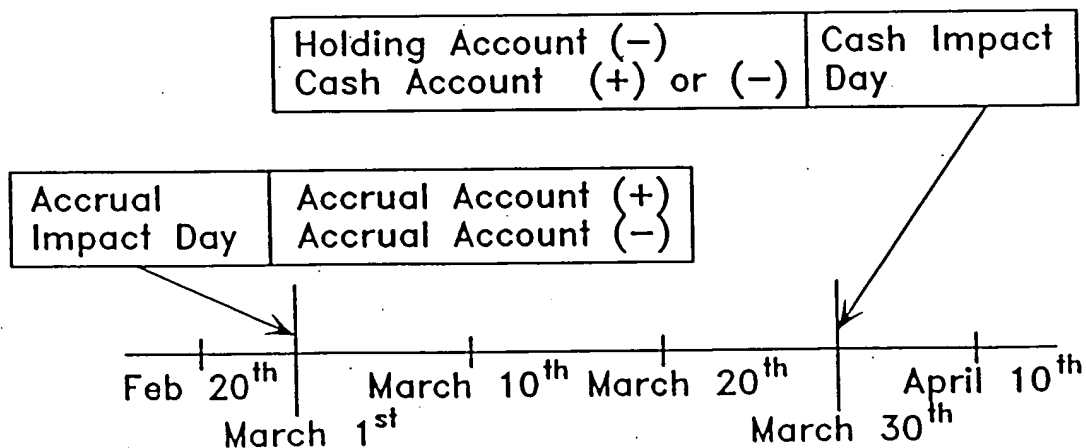 Holding Account (-)
Cash Account (+) or (-)
Cash Impact
Day
Accrual
Impact Day
Accrual Account (+)
Accrual Account (-)
Feb 20th
March 1st
March 10th
March 20th
March 30th
April 10th